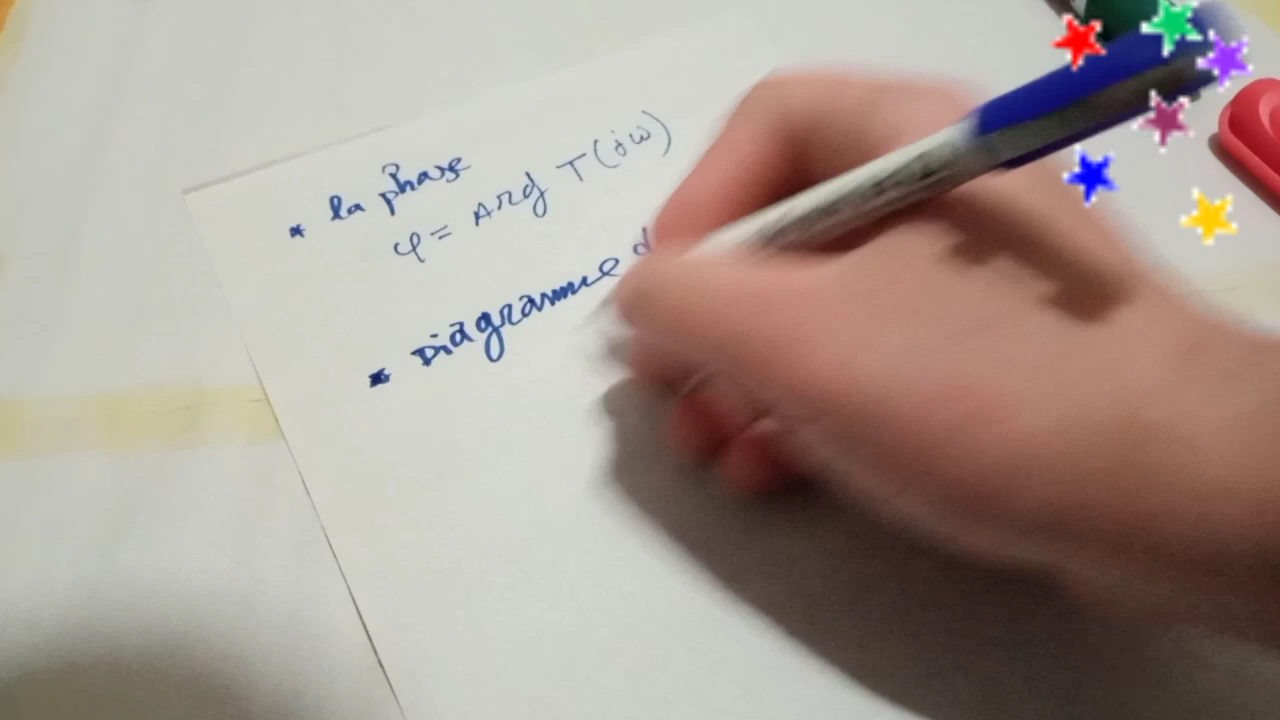 * la phase
φ = Arg T(jω)
* Diagramme d